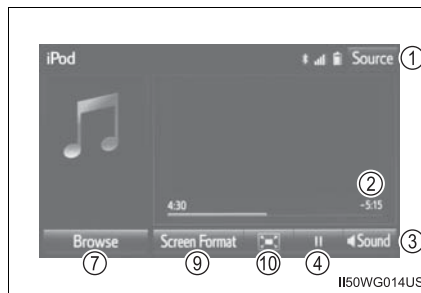 iPod Source ①
②
4:30 -5:15
Browse Screen Format Sound ③
⑦ ⑨ ⑩ ④
II50WG014US